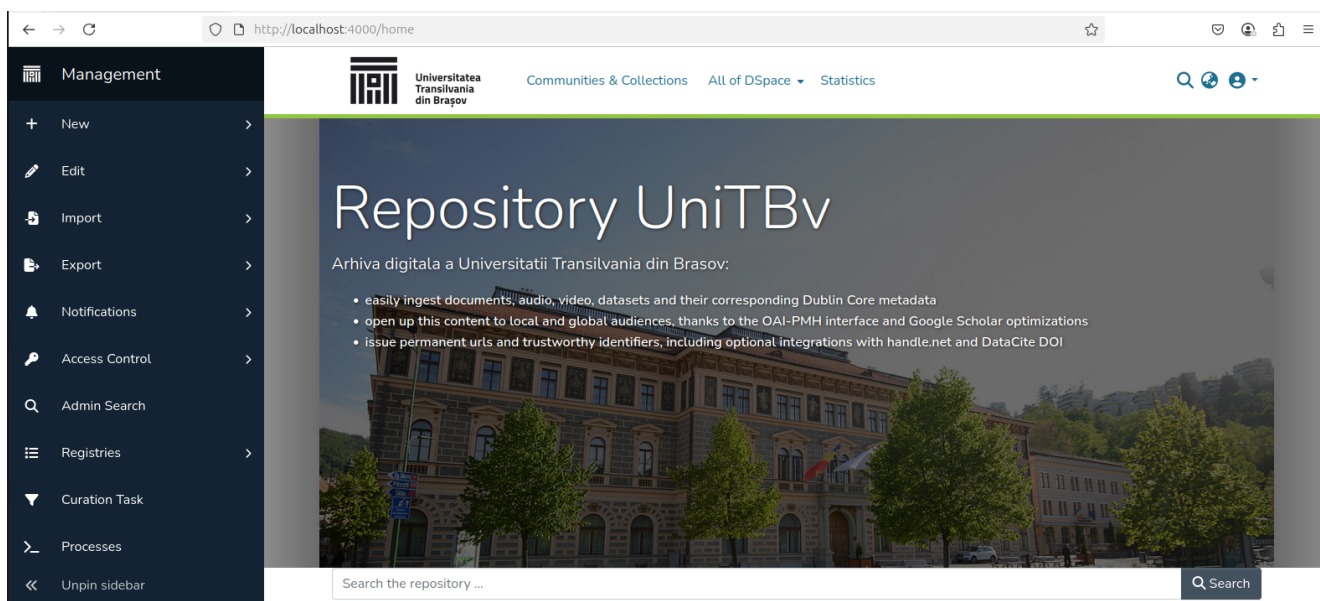 http://localhost:4000/home
Management
New
Edit
Import
Export
Notifications
Access Control
Admin Search
Registries
Curation Task
Processes
Unpin sidebar
Universitatea
Transilvania
din Brașov
Communities & Collections All of DSpace Statistics
Repository UniTBv
Arhiva digitala a Universitatii Transilvania din Brasov:
• easily ingest documents, audio, video, datasets and their corresponding Dublin Core metadata
• open up this content to local and global audiences, thanks to the OAI-PMH interface and Google Scholar optimizations
• issue permanent urls and trustworthy identifiers, including optional integrations with handle.net and DataCite DOI
Search the repository ...
Search